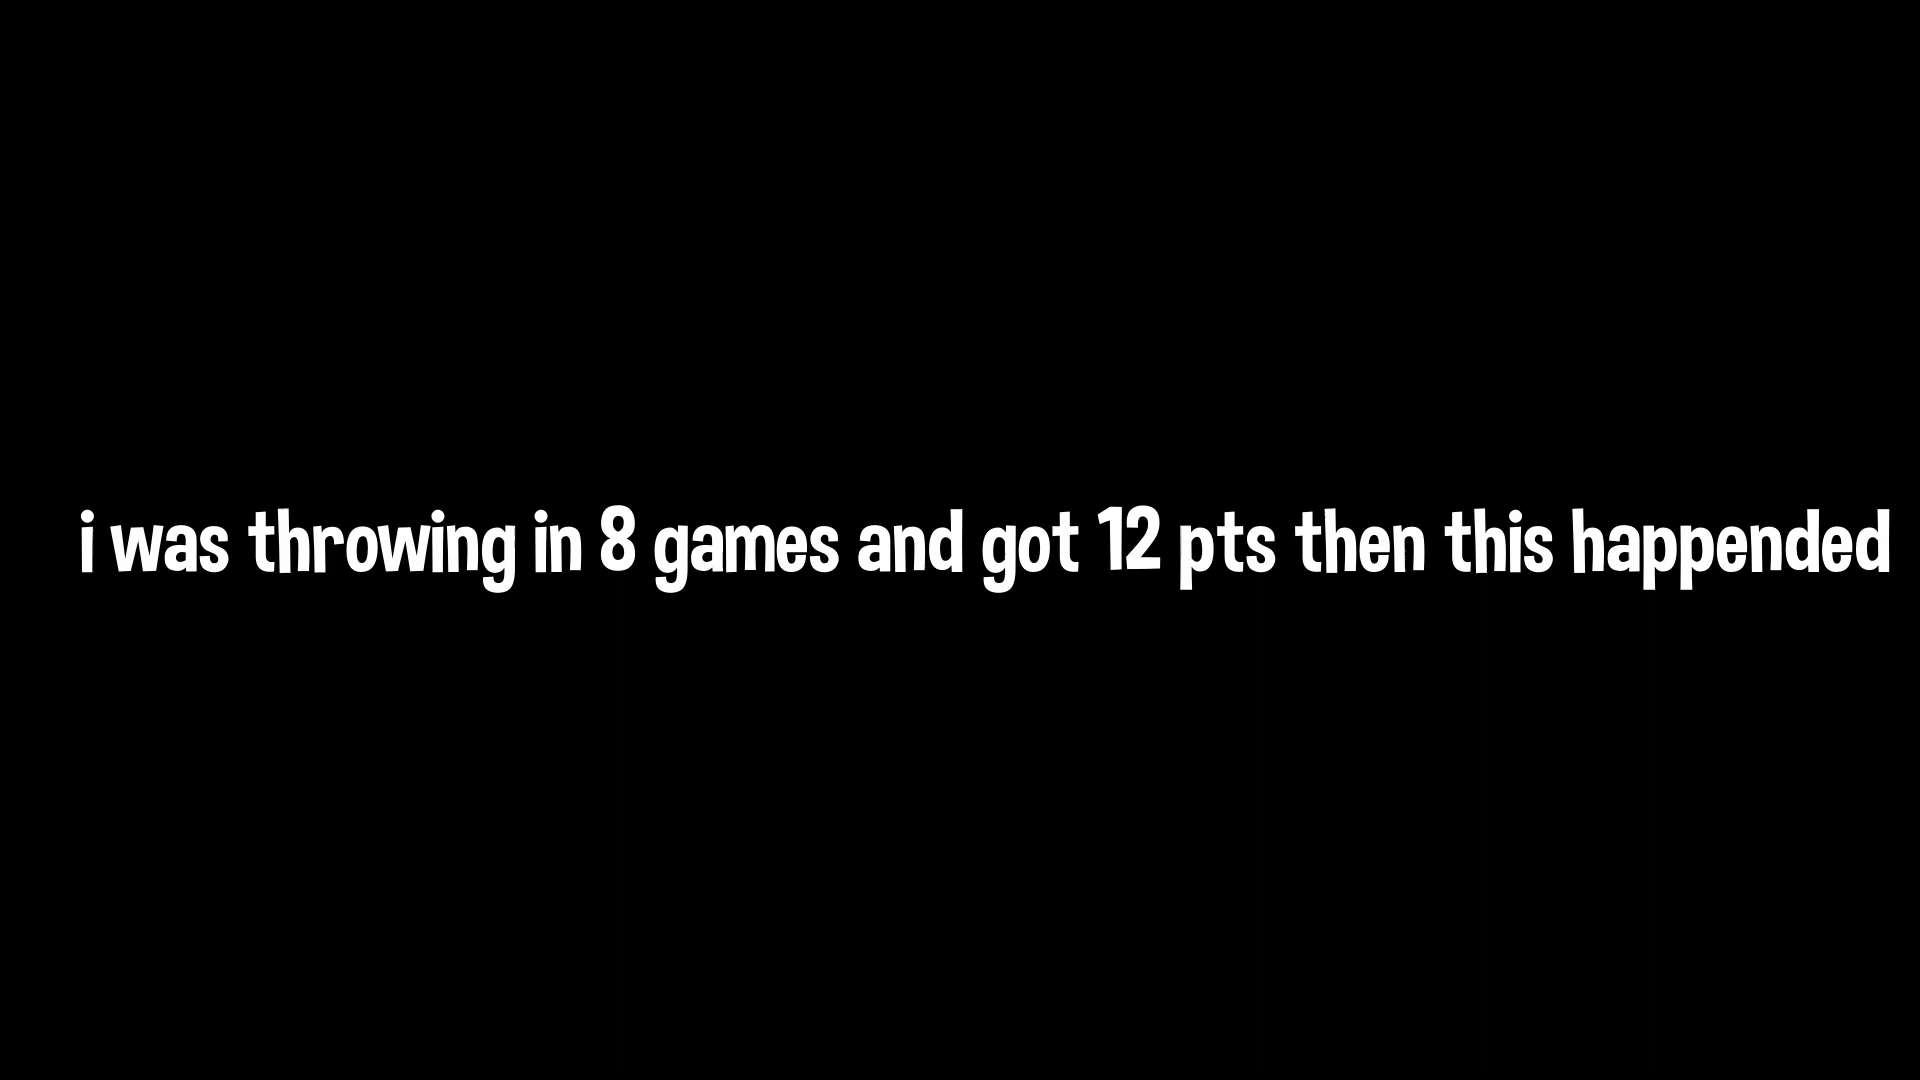 i was throwing in 8 games and got 12 pts then this happended